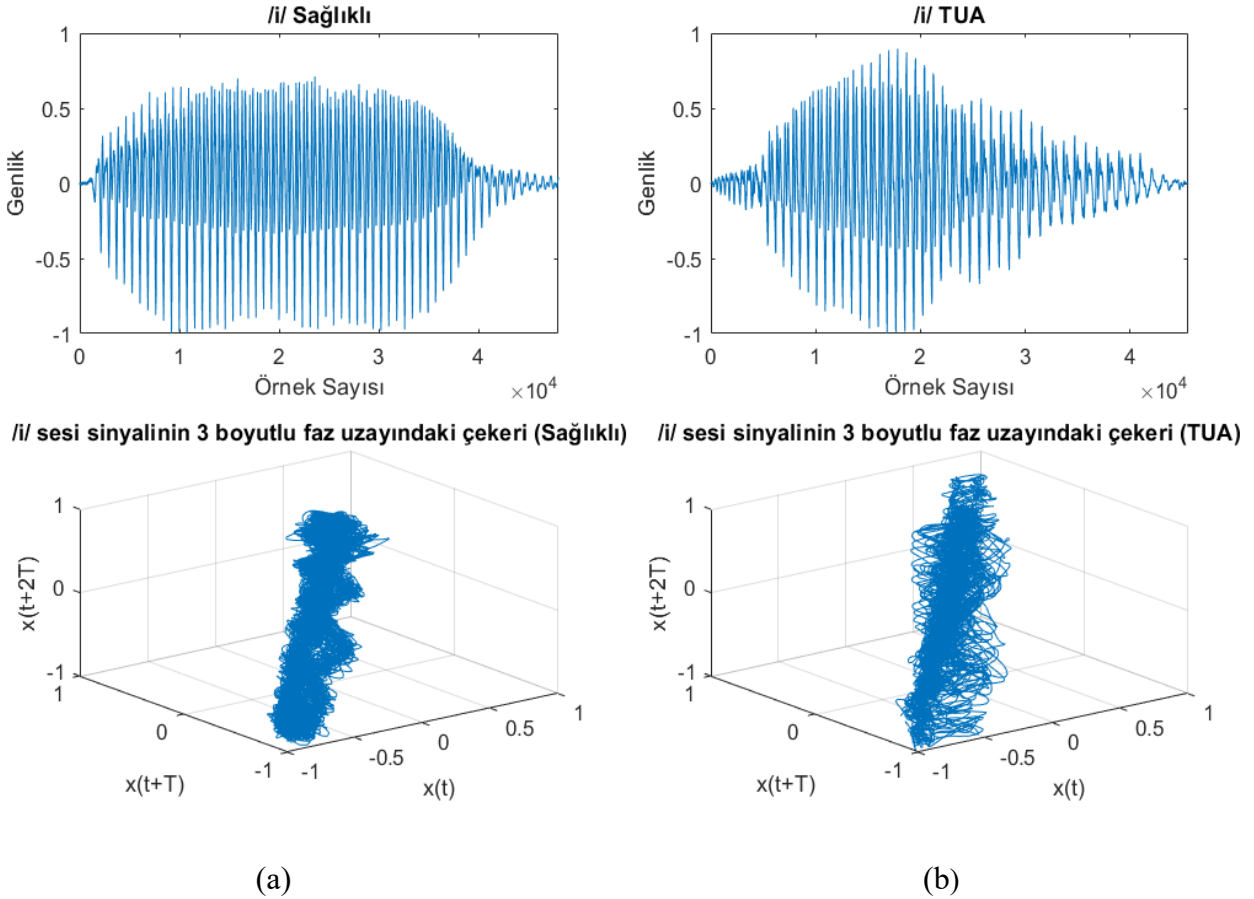 /i/ Sağlıklı
1
0.5
0
-0.5
-1
Genlik
0 1 2 3 4
Örnek Sayısı
×10⁴
/i/ TUA
1
0.5
0
-0.5
-1
Genlik
0 1 2 3 4
Örnek Sayısı
×10⁴
/i/ sesi sinyalinin 3 boyutlu faz uzayındaki çekeri (Sağlıklı)
1
0
-1
x(t+2T)
1
0
-1
x(t+T)
-1
-0.5
0
0.5
1
x(t)
/i/ sesi sinyalinin 3 boyutlu faz uzayındaki çekeri (TUA)
1
0
-1
x(t+2T)
1
0
-1
x(t+T)
-1
-0.5
0
0.5
1
x(t)
(a)
(b)